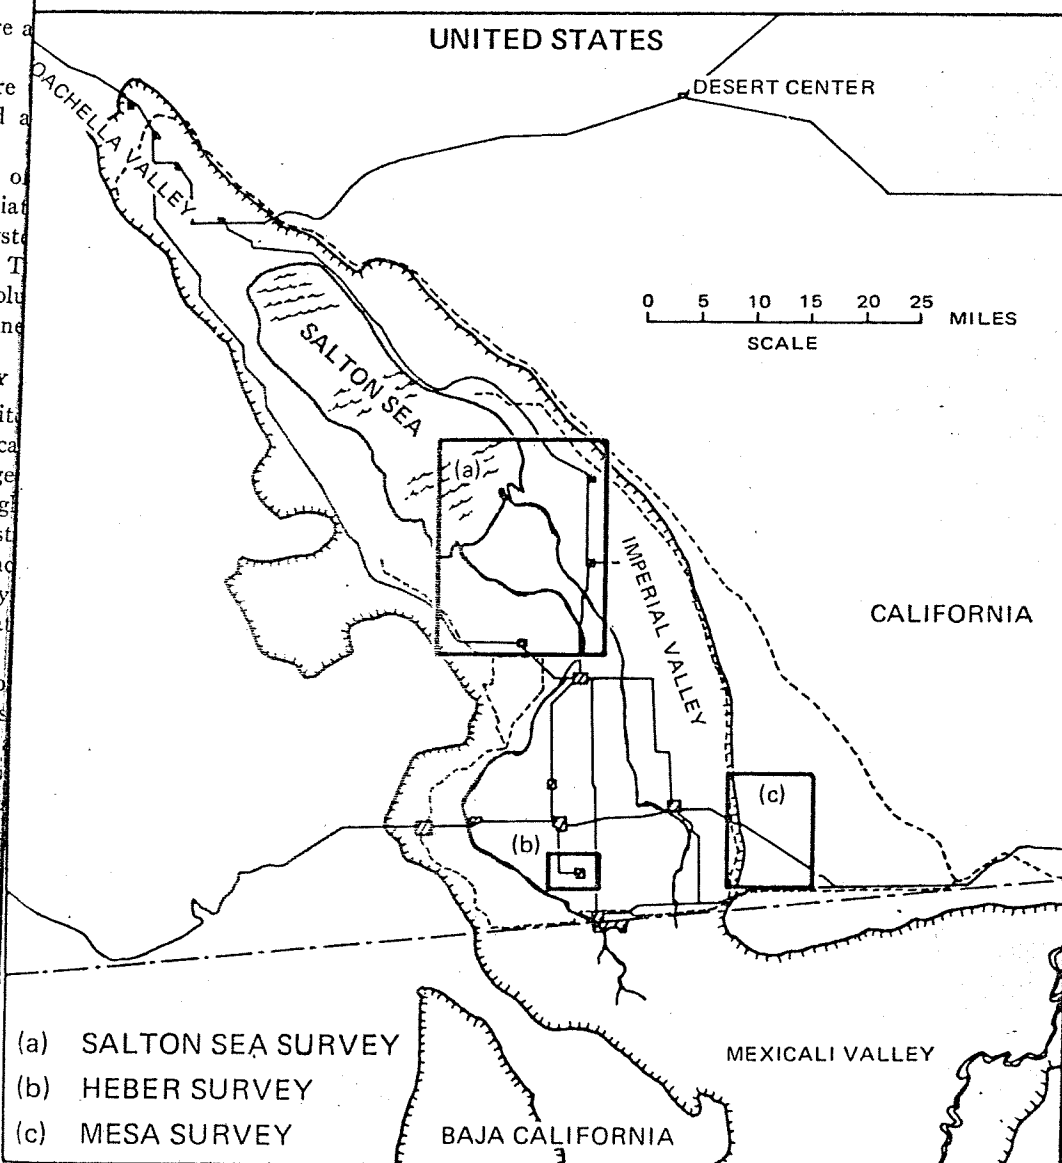 UNITED STATES
DESERT CENTER
OACHELLA VALLEY
0 5 10 15 20 25 MILES
SCALE
SALTON SEA
(a)
IMPERIAL VALLEY
CALIFORNIA
(c)
(b)
(a) SALTON SEA SURVEY
(b) HEBER SURVEY
(c) MESA SURVEY
MEXICALI VALLEY
BAJA CALIFORNIA